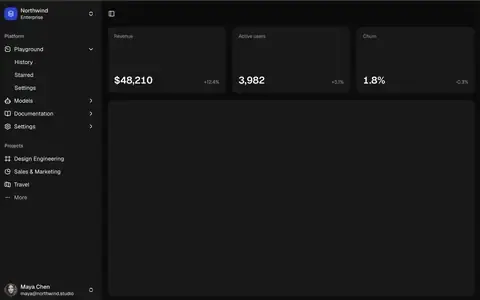 Northwind
Enterprise
Platform
Playground
History
Starred
Settings
Models
Documentation
Settings
Projects
Design Engineering
Sales & Marketing
Travel
More
Maya Chen
maya@northwind.studio
Revenue
$48,210
+12.4%
Active users
3,982
+3.1%
Churn
1.8%
-0.3%